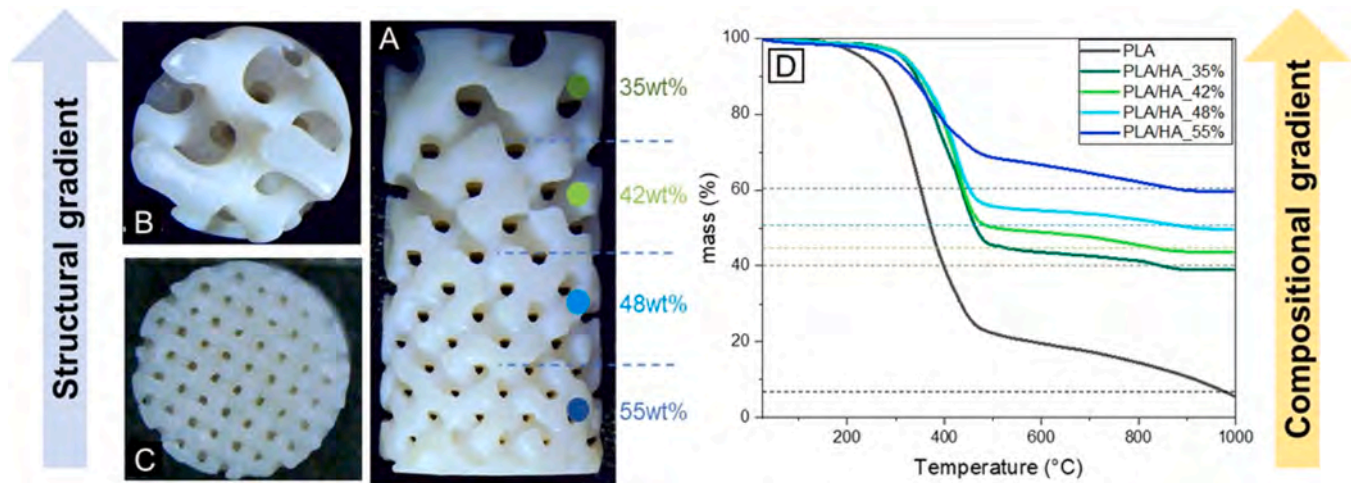 Structural gradient
B
C
A
35wt%
42wt%
48wt%
55wt%
D
PLA
PLA/HA_35%
PLA/HA_42%
PLA/HA_48%
PLA/HA_55%
100
80
60
40
20
0
mass (%)
200
400
600
800
1000
Temperature (°C)
Compositional gradient